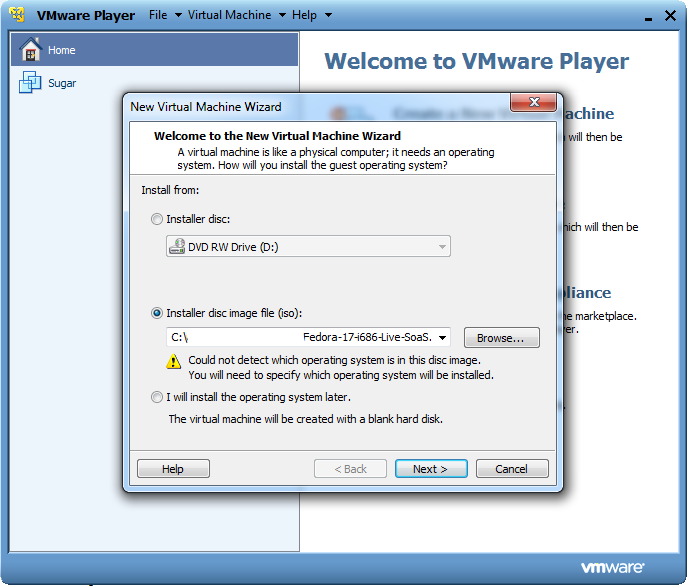 VMware Player File Virtual Machine Help
Home
Sugar
Welcome to VMware Player
achine
will then be
hich will then be
pliance
he marketplace.
ver.
New Virtual Machine Wizard
Welcome to the New Virtual Machine Wizard
A virtual machine is like a physical computer; it needs an operating
system. How will you install the guest operating system?
Install from:
Installer disc:
DVD RW Drive (D:)
Installer disc image file (iso):
C:\ Fedora-17-i686-Live-SoaS.
Browse...
Could not detect which operating system is in this disc image.
You will need to specify which operating system will be installed.
I will install the operating system later.
The virtual machine will be created with a blank hard disk.
Help < Back Next > Cancel
vmware